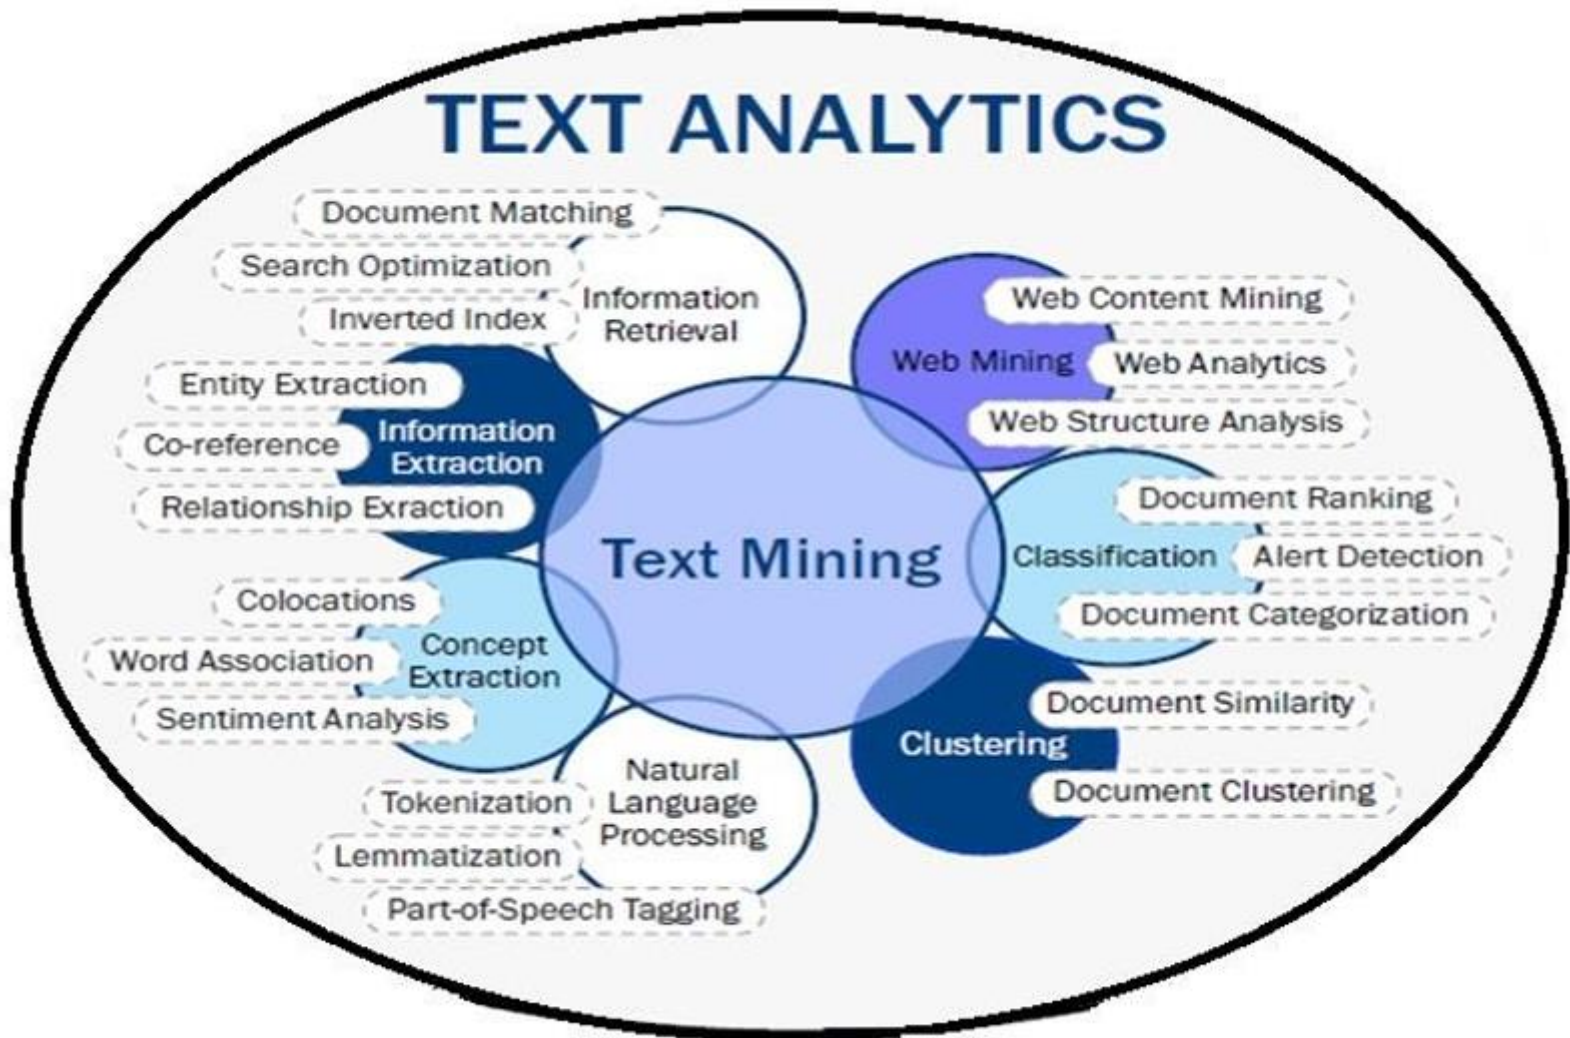 TEXT ANALYTICS
Document Matching
Search Optimization
Inverted Index
Information
Retrieval
Entity Extraction
Co-reference
Relationship Exraction
Information
Extraction
Colocations
Word Association
Sentiment Analysis
Concept
Extraction
Tokenization
Lemmatization
Part-of-Speech Tagging
Natural
Language
Processing
Text Mining
Web Mining
Web Content Mining
Web Analytics
Web Structure Analysis
Classification
Document Ranking
Alert Detection
Document Categorization
Clustering
Document Similarity
Document Clustering